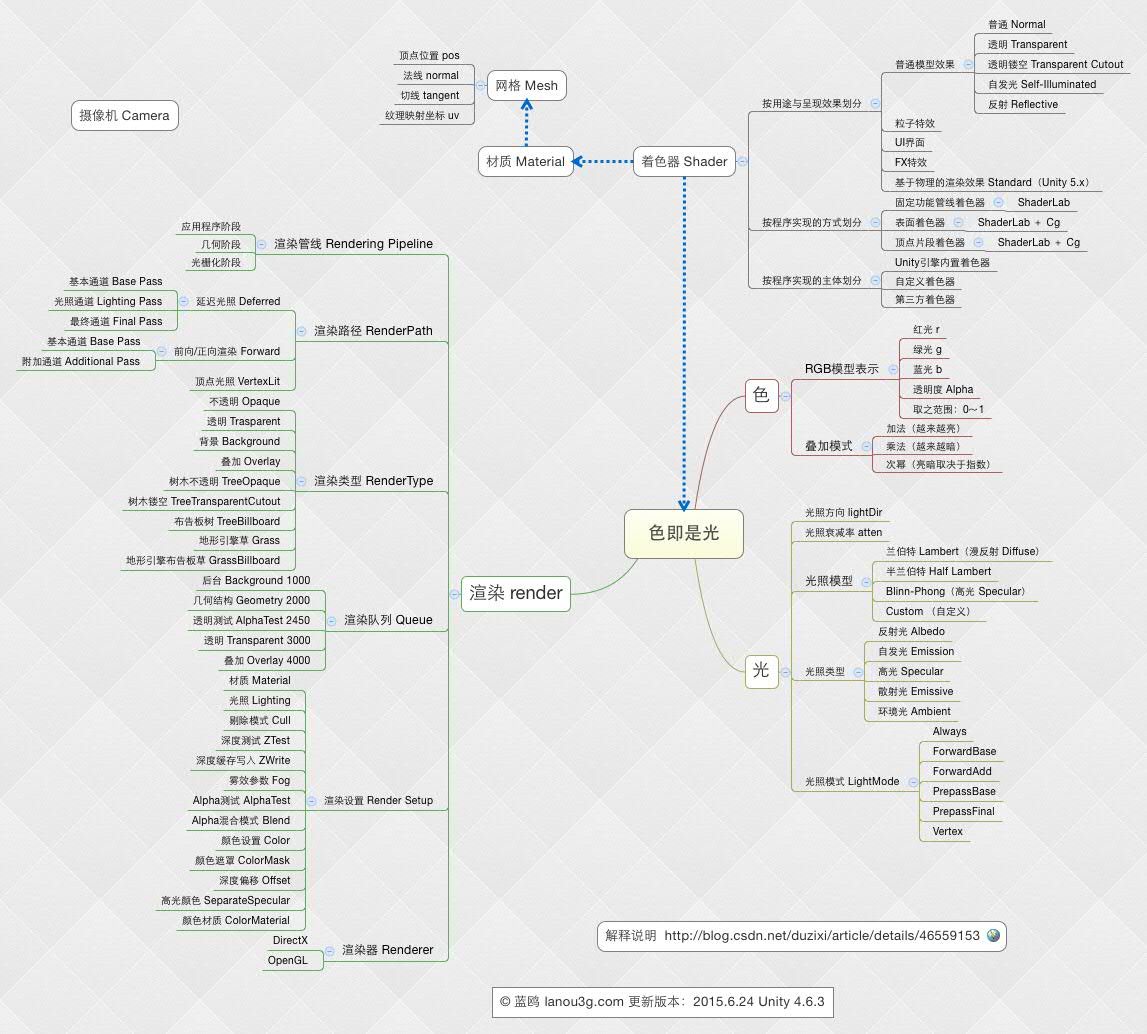 摄像机 Camera
顶点位置 pos
法线 normal
切线 tangent
纹理映射坐标 uv
网格 Mesh
材质 Material
着色器 Shader
按用途与呈现效果划分
普通模型效果
普通 Normal
透明 Transparent
透明镂空 Transparent Cutout
自发光 Self-Illuminated
反射 Reflective
粒子特效
UI界面
FX特效
基于物理的渲染效果 Standard（Unity 5.x）
按程序实现的方式划分
固定功能管线着色器
ShaderLab
表面着色器
ShaderLab + Cg
顶点片段着色器
ShaderLab + Cg
按程序实现的主体划分
Unity引擎内置着色器
自定义着色器
第三方着色器
色即是光
色
RGB模型表示
红光 r
绿光 g
蓝光 b
透明度 Alpha
取之范围：0～1
叠加模式
加法（越来越亮）
乘法（越来越暗）
次幂（亮暗取决于指数）
光
光照方向 lightDir
光照衰减率 atten
光照模型
兰伯特 Lambert（漫反射 Diffuse）
半兰伯特 Half Lambert
Blinn-Phong（高光 Specular）
Custom （自定义）
光照类型
反射光 Albedo
自发光 Emission
高光 Specular
散射光 Emissive
环境光 Ambient
光照模式 LightMode
Always
ForwardBase
ForwardAdd
PrepassBase
PrepassFinal
Vertex
渲染 render
渲染管线 Rendering Pipeline
应用程序阶段
几何阶段
光栅化阶段
渲染路径 RenderPath
延迟光照 Deferred
基本通道 Base Pass
光照通道 Lighting Pass
最终通道 Final Pass
前向/正向渲染 Forward
基本通道 Base Pass
附加通道 Additional Pass
顶点光照 VertexLit
渲染类型 RenderType
不透明 Opaque
透明 Trasparent
背景 Background
叠加 Overlay
树木不透明 TreeOpaque
树木镂空 TreeTransparentCutout
布告板树 TreeBillboard
地形引擎草 Grass
地形引擎布告板草 GrassBillboard
渲染队列 Queue
后台 Background 1000
几何结构 Geometry 2000
透明测试 AlphaTest 2450
透明 Transparent 3000
叠加 Overlay 4000
渲染设置 Render Setup
材质 Material
光照 Lighting
剔除模式 Cull
深度测试 ZTest
深度缓存写入 ZWrite
雾效参数 Fog
Alpha测试 AlphaTest
Alpha混合模式 Blend
颜色设置 Color
颜色遮罩 ColorMask
深度偏移 Offset
高光颜色 SeparateSpecular
颜色材质 ColorMaterial
渲染器 Renderer
DirectX
OpenGL
解释说明 http://blog.csdn.net/duzixi/article/details/46559153
© 蓝鸥 lanou3g.com 更新版本：2015.6.24 Unity 4.6.3